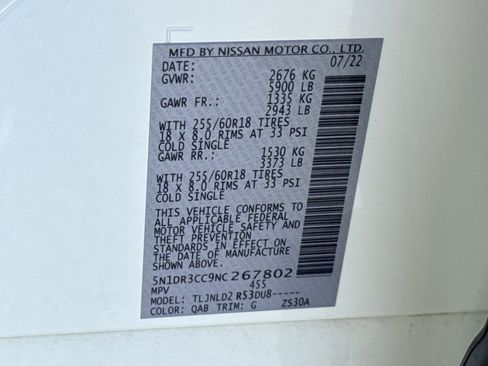 MFD BY NISSAN MOTOR CO., LTD.
DATE: 07/22
GVWR: 2676 KG
5900 LB
GAWR FR.: 1335 KG
2943 LB
WITH 255/60R18 TIRES
18 X 8.0 RIMS AT 33 PSI
COLD SINGLE
GAWR RR.: 1530 KG
3373 LB
WITH 255/60R18 TIRES
18 X 8.0 RIMS AT 33 PSI
COLD SINGLE
THIS VEHICLE CONFORMS TO
ALL APPLICABLE FEDERAL
MOTOR VEHICLE SAFETY AND
THEFT PREVENTION
STANDARDS IN EFFECT ON
THE DATE OF MANUFACTURE
SHOWN ABOVE.
5N1DR3CC9NC267802
MPV 455
MODEL: TLJNLD2 R53DU8-----
COLOR: QAB TRIM: G ZS30A